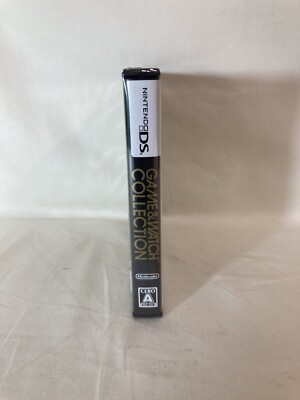 NINTENDO DS
GAME&WATCH
COLLECTION
Nintendo
CERO
A